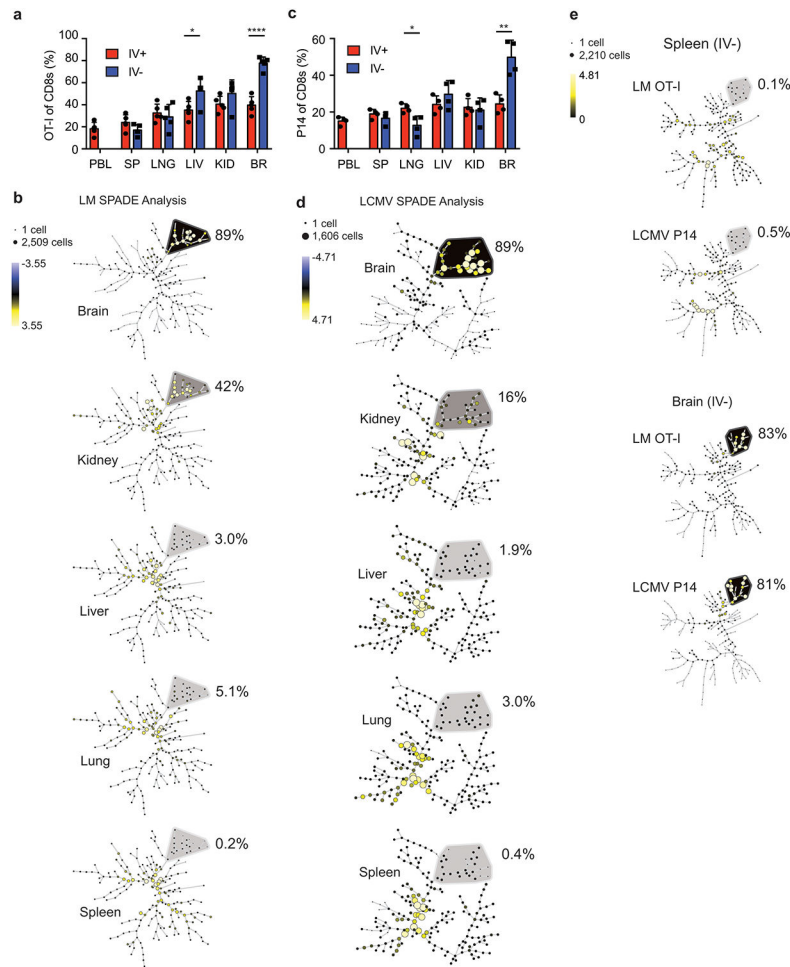 a
OT-I of CD8s (%)
100
80
60
40
20
0
IV+
IV-
*
****
PBL SP LNG LIV KID BR
c
P14 of CD8s (%)
60
40
20
0
IV+
IV-
*
**
PBL SP LNG LIV KID BR
e
1 cell
2,210 cells
4.81
0
Spleen (IV-)
LM OT-I
0.1%
LCMV P14
0.5%
Brain (IV-)
LM OT-I
83%
LCMV P14
81%
b
LM SPADE Analysis
1 cell
2,509 cells
-3.55
3.55
89%
Brain
42%
Kidney
3.0%
Liver
5.1%
Lung
0.2%
Spleen
d
LCMV SPADE Analysis
1 cell
1,606 cells
-4.71
4.71
Brain
89%
Kidney
16%
Liver
1.9%
Lung
3.0%
Spleen
0.4%